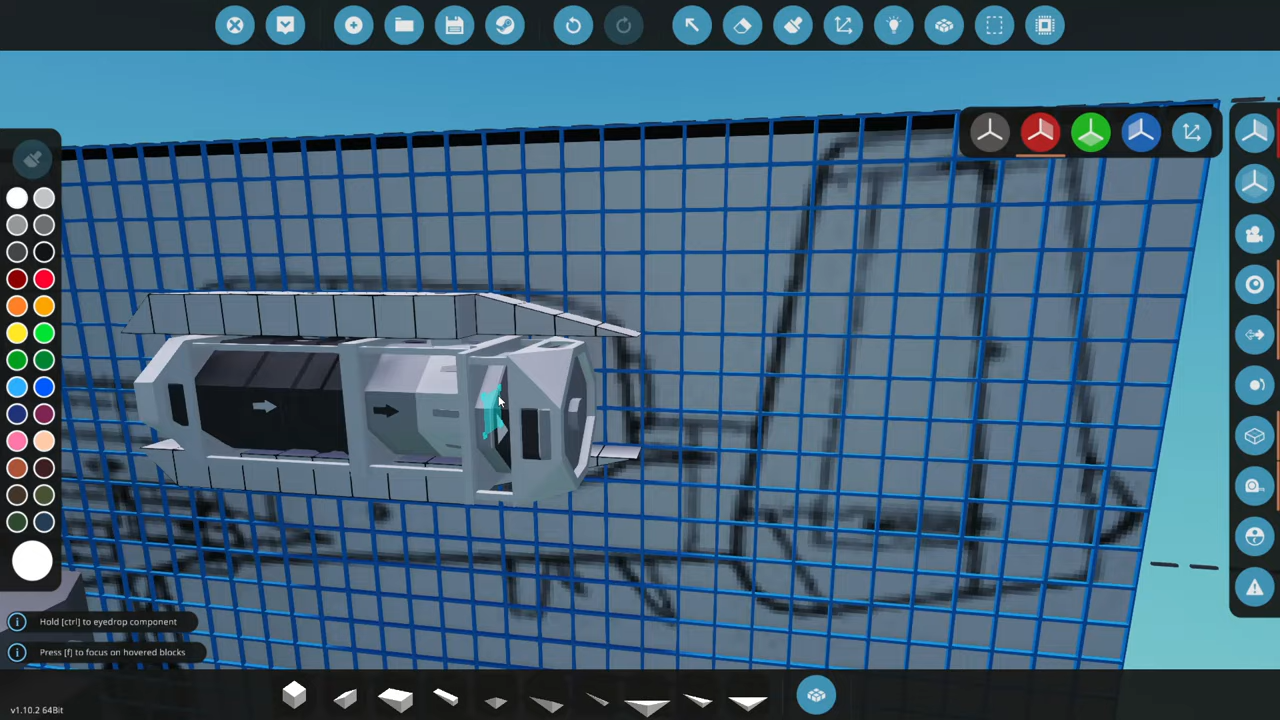 Hold [ctrl] to eyedrop component
Press [f] to focus on hovered blocks
v1.10.2 64Bit